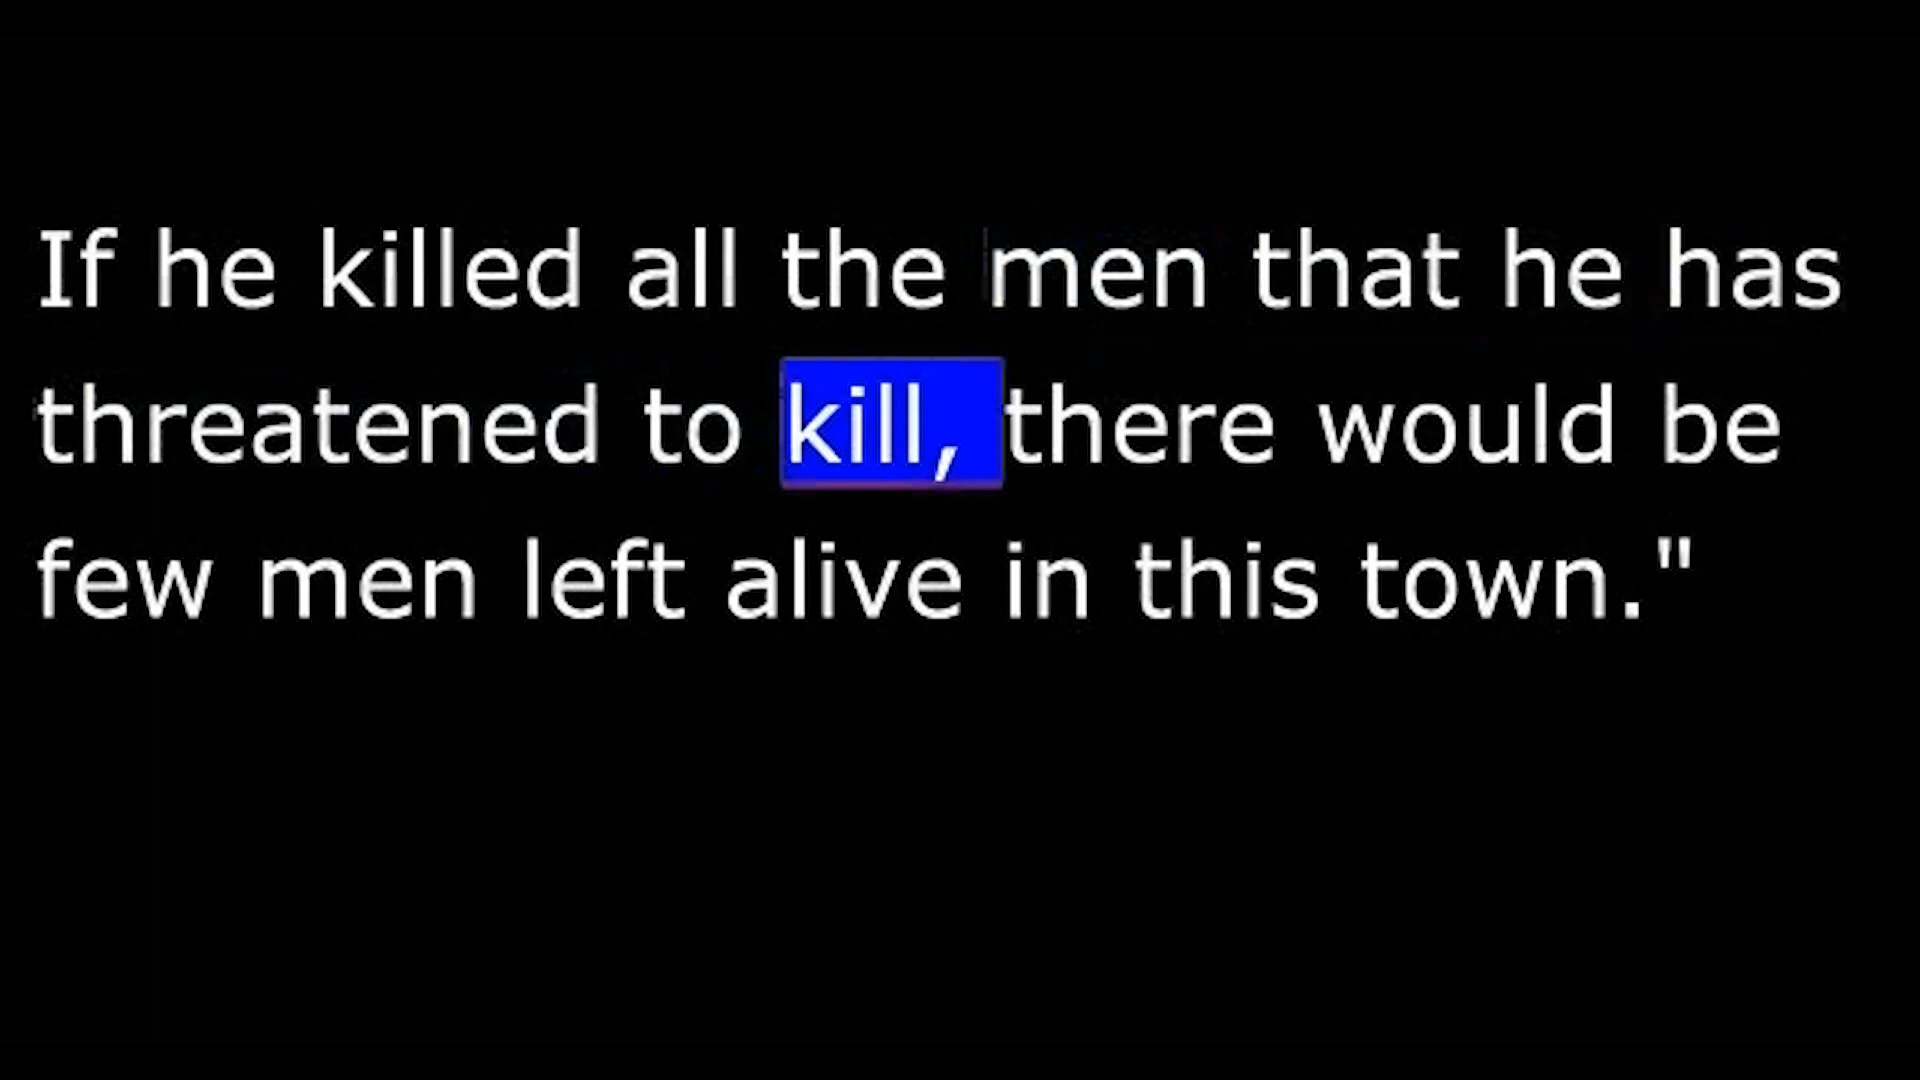 If he killed all the men that he has
threatened to kill, there would be
few men left alive in this town."